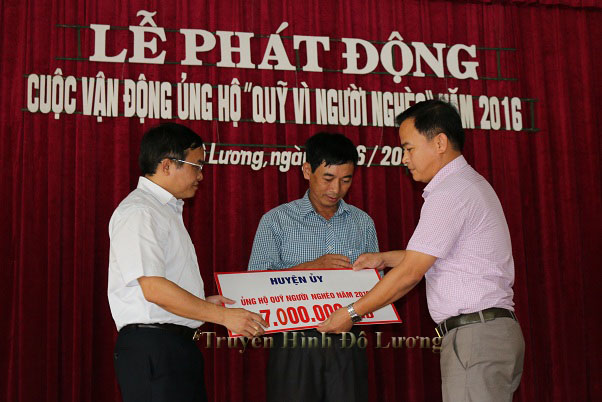 LỄ PHÁT ĐỘNG
CUỘC VẬN ĐỘNG ỦNG HỘ "QUỸ VÌ NGƯỜI NGHÈO" NĂM 2016
Lương, ngày
HUYỆN ỦY
ỦNG HỘ QUỸ NGƯỜI NGHÈO NĂM
7.000.000
Truyền Hình Đô Lương